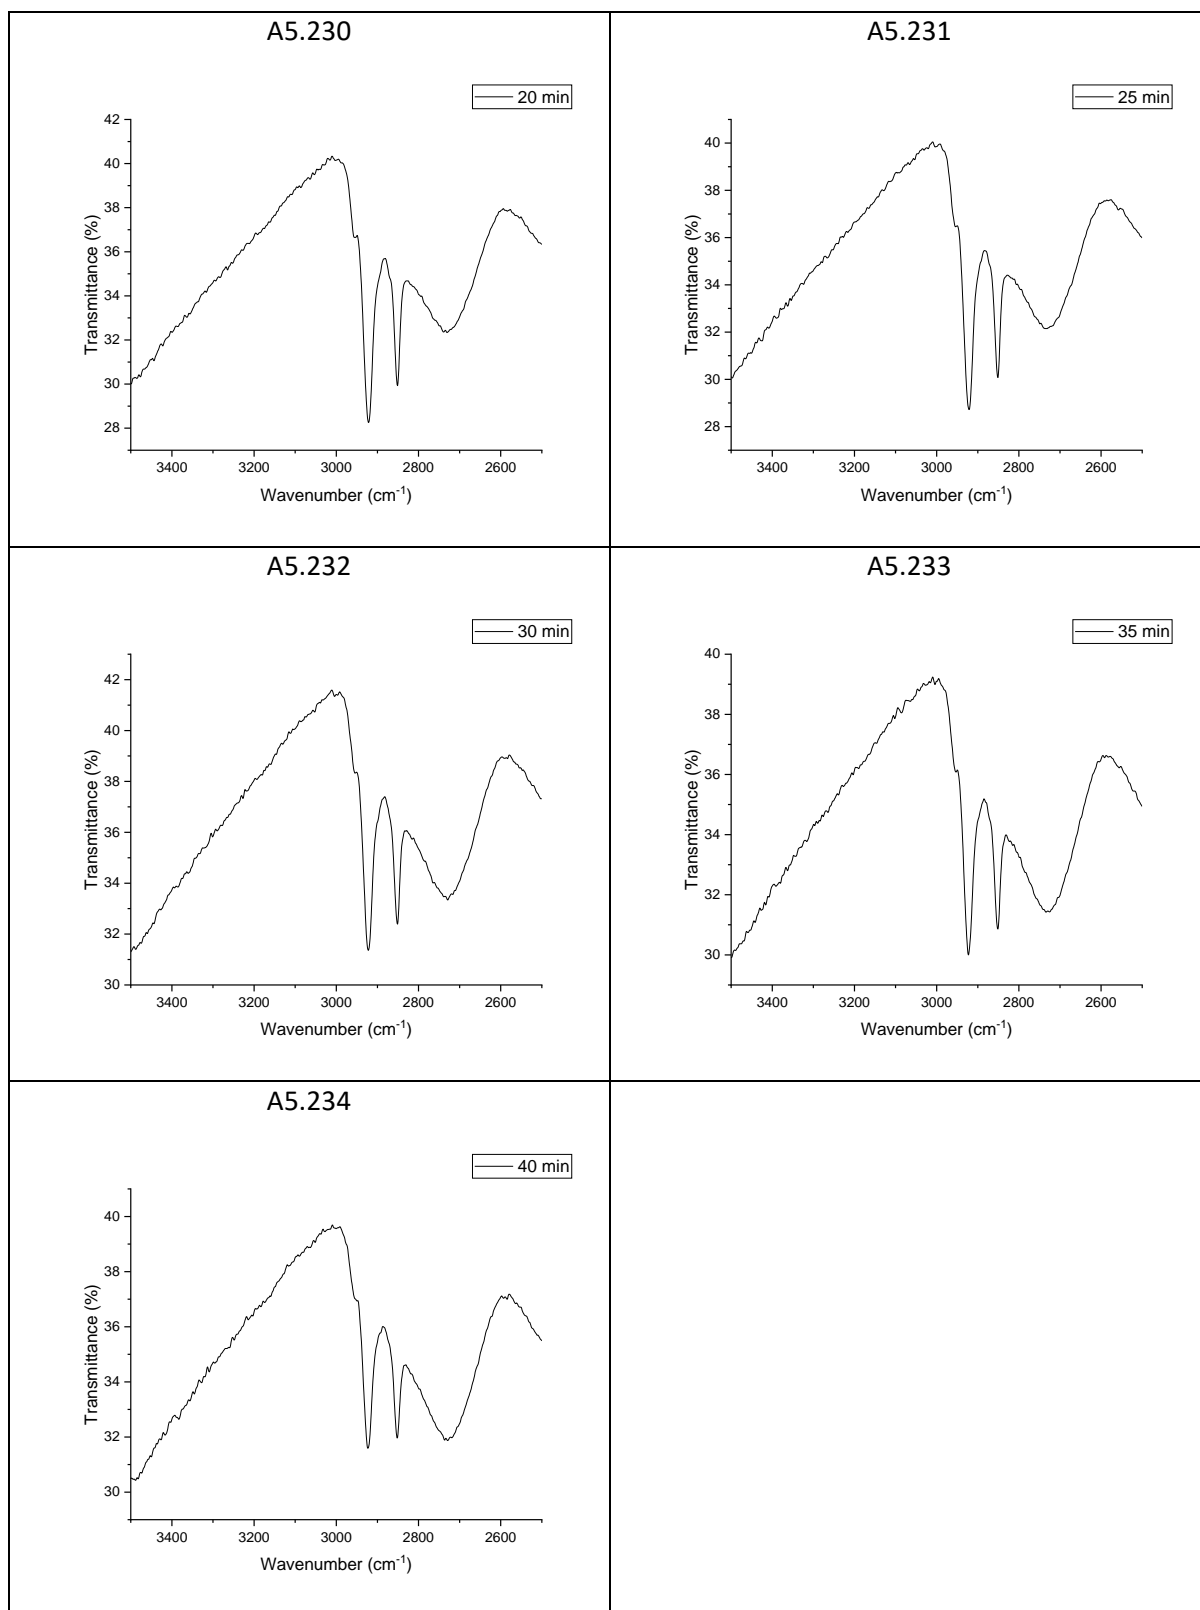 A5.230
20 min
42
40
38
36
34
32
30
28
Transmittance (%)
3400 3200 3000 2800 2600
Wavenumber (cm⁻¹)
A5.231
25 min
40
38
36
34
32
30
28
Transmittance (%)
3400 3200 3000 2800 2600
Wavenumber (cm⁻¹)
A5.232
30 min
42
40
38
36
34
32
30
Transmittance (%)
3400 3200 3000 2800 2600
Wavenumber (cm⁻¹)
A5.233
35 min
40
38
36
34
32
30
Transmittance (%)
3400 3200 3000 2800 2600
Wavenumber (cm⁻¹)
A5.234
40 min
40
38
36
34
32
30
Transmittance (%)
3400 3200 3000 2800 2600
Wavenumber (cm⁻¹)